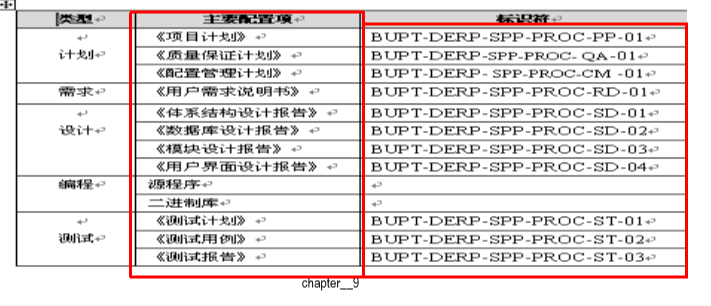 类型 主要配置项 标识符
《项目计划》 BUPT-DERP-SPP-PROC-PP-01
计划 《质量保证计划》 BUPT-DERP-SPP-PROC- QA-01
《配置管理计划》 BUPT-DERP- SPP-PROC-CM -01
需求 《用户需求说明书》 BUPT-DERP-SPP-PROC-RD-01
《体系结构设计报告》 BUPT-DERP-SPP-PROC-SD-01
设计 《数据库设计报告》 BUPT-DERP-SPP-PROC-SD-02
《模块设计报告》 BUPT-DERP-SPP-PROC-SD-03
《用户界面设计报告》 BUPT-DERP-SPP-PROC-SD-04
编程 源程序
二进制库
《测试计划》 BUPT-DERP-SPP-PROC-ST-01
测试 《测试用例》 BUPT-DERP-SPP-PROC-ST-02
《测试报告》 BUPT-DERP-SPP-PROC-ST-03
chapter__9